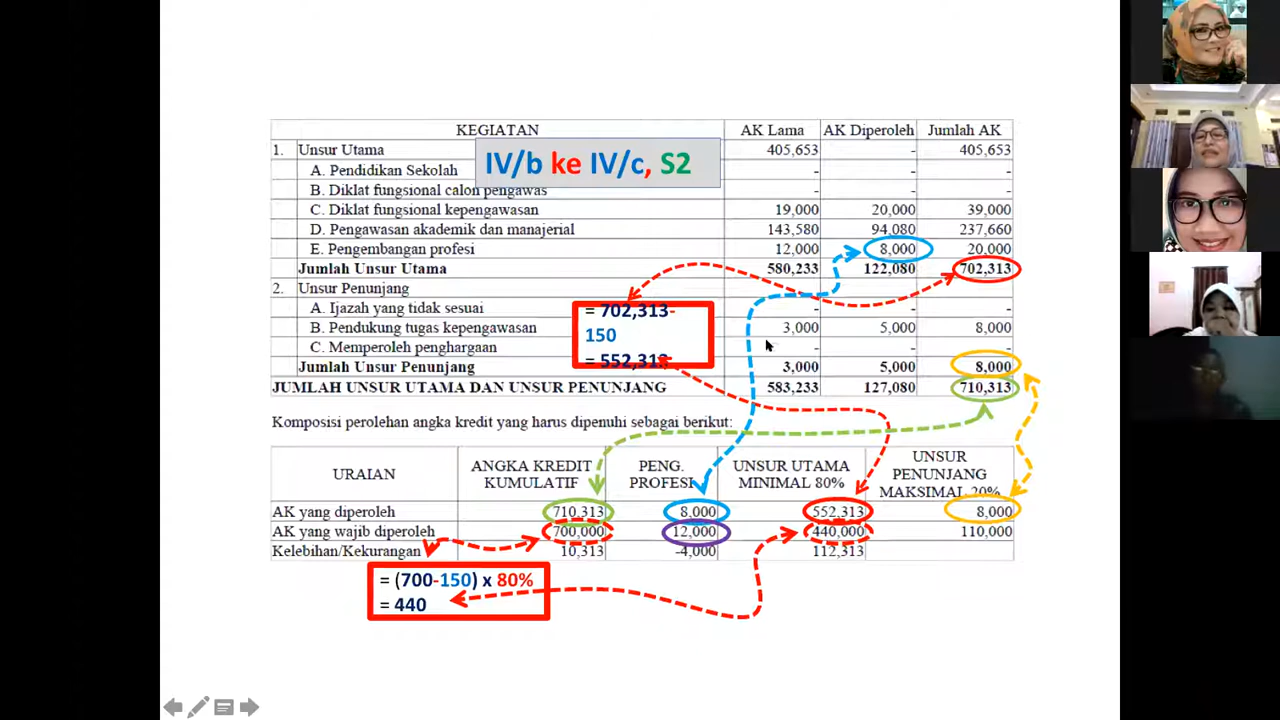 KEGIATAN AK Lama AK Diperoleh Jumlah AK
1. Unsur Utama 405,653 - 405,653
IV/b ke IV/c, S2
A. Pendidikan Sekolah - - -
B. Diklat fungsional calon pengawas - - -
C. Diklat fungsional kepengawasan 19,000 20,000 39,000
D. Pengawasan akademik dan manajerial 143,580 94,080 237,660
E. Pengembangan profesi 12,000 8,000 20,000
Jumlah Unsur Utama 580,233 122,080 702,313
2. Unsur Penunjang
A. Ijazah yang tidak sesuai - - -
B. Pendukung tugas kepengawasan 3,000 5,000 8,000
C. Memperoleh penghargaan - - -
Jumlah Unsur Penunjang 3,000 5,000 8,000
JUMLAH UNSUR UTAMA DAN UNSUR PENUNJANG 583,233 127,080 710,313
= 702,313-
150
= 552,313
Komposisi perolehan angka kredit yang harus dipenuhi sebagai berikut:
URAIAN ANGKA KREDIT KUMULATIF PENG. PROFESI UNSUR UTAMA MINIMAL 80% UNSUR PENUNJANG MAKSIMAL 20%
AK yang diperoleh 710,313 8,000 552,313 8,000
AK yang wajib diperoleh 700,000 12,000 440,000 110,000
Kelebihan/Kekurangan 10,313 -4,000 112,313
= (700-150) x 80%
= 440